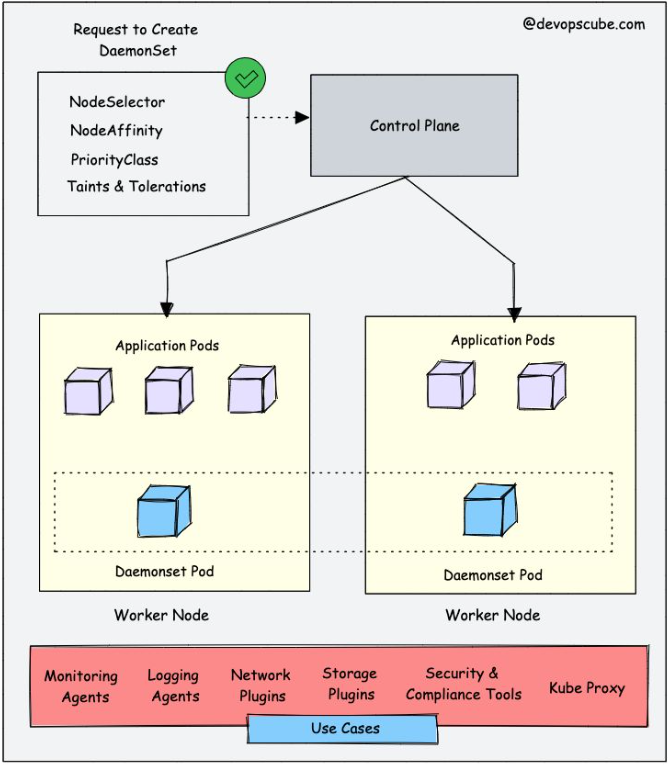 @devopscube.com
Request to Create
DaemonSet
NodeSelector
NodeAffinity
PriorityClass
Taints & Tolerations
Control Plane
Application Pods
Application Pods
Daemonset Pod
Daemonset Pod
Worker Node
Worker Node
Monitoring
Agents
Logging
Agents
Network
Plugins
Storage
Plugins
Security &
Compliance Tools
Kube Proxy
Use Cases